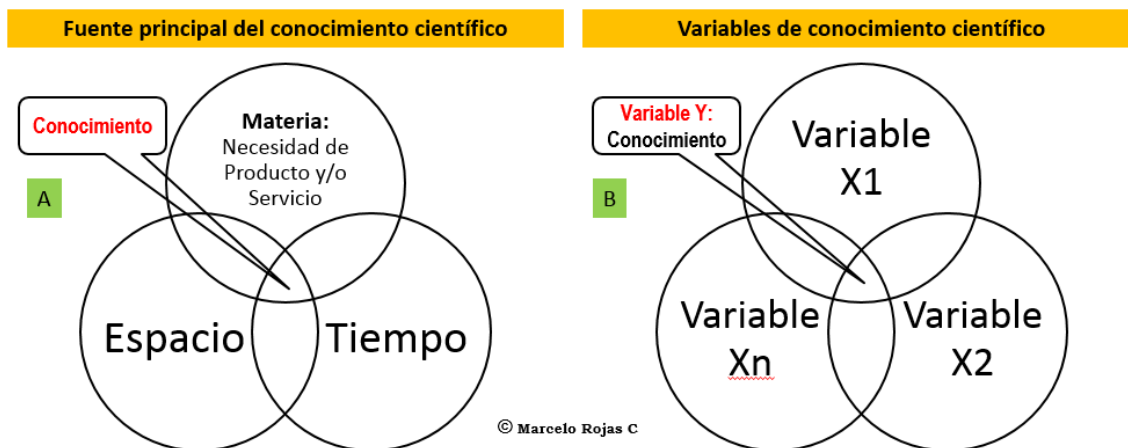 Fuente principal del conocimiento científico
Conocimiento
Materia:
Necesidad de
Producto y/o
Servicio
A
Espacio
Tiempo
Variables de conocimiento científico
Variable Y:
Conocimiento
Variable
X1
B
Variable
Xn
Variable
X2
© Marcelo Rojas C